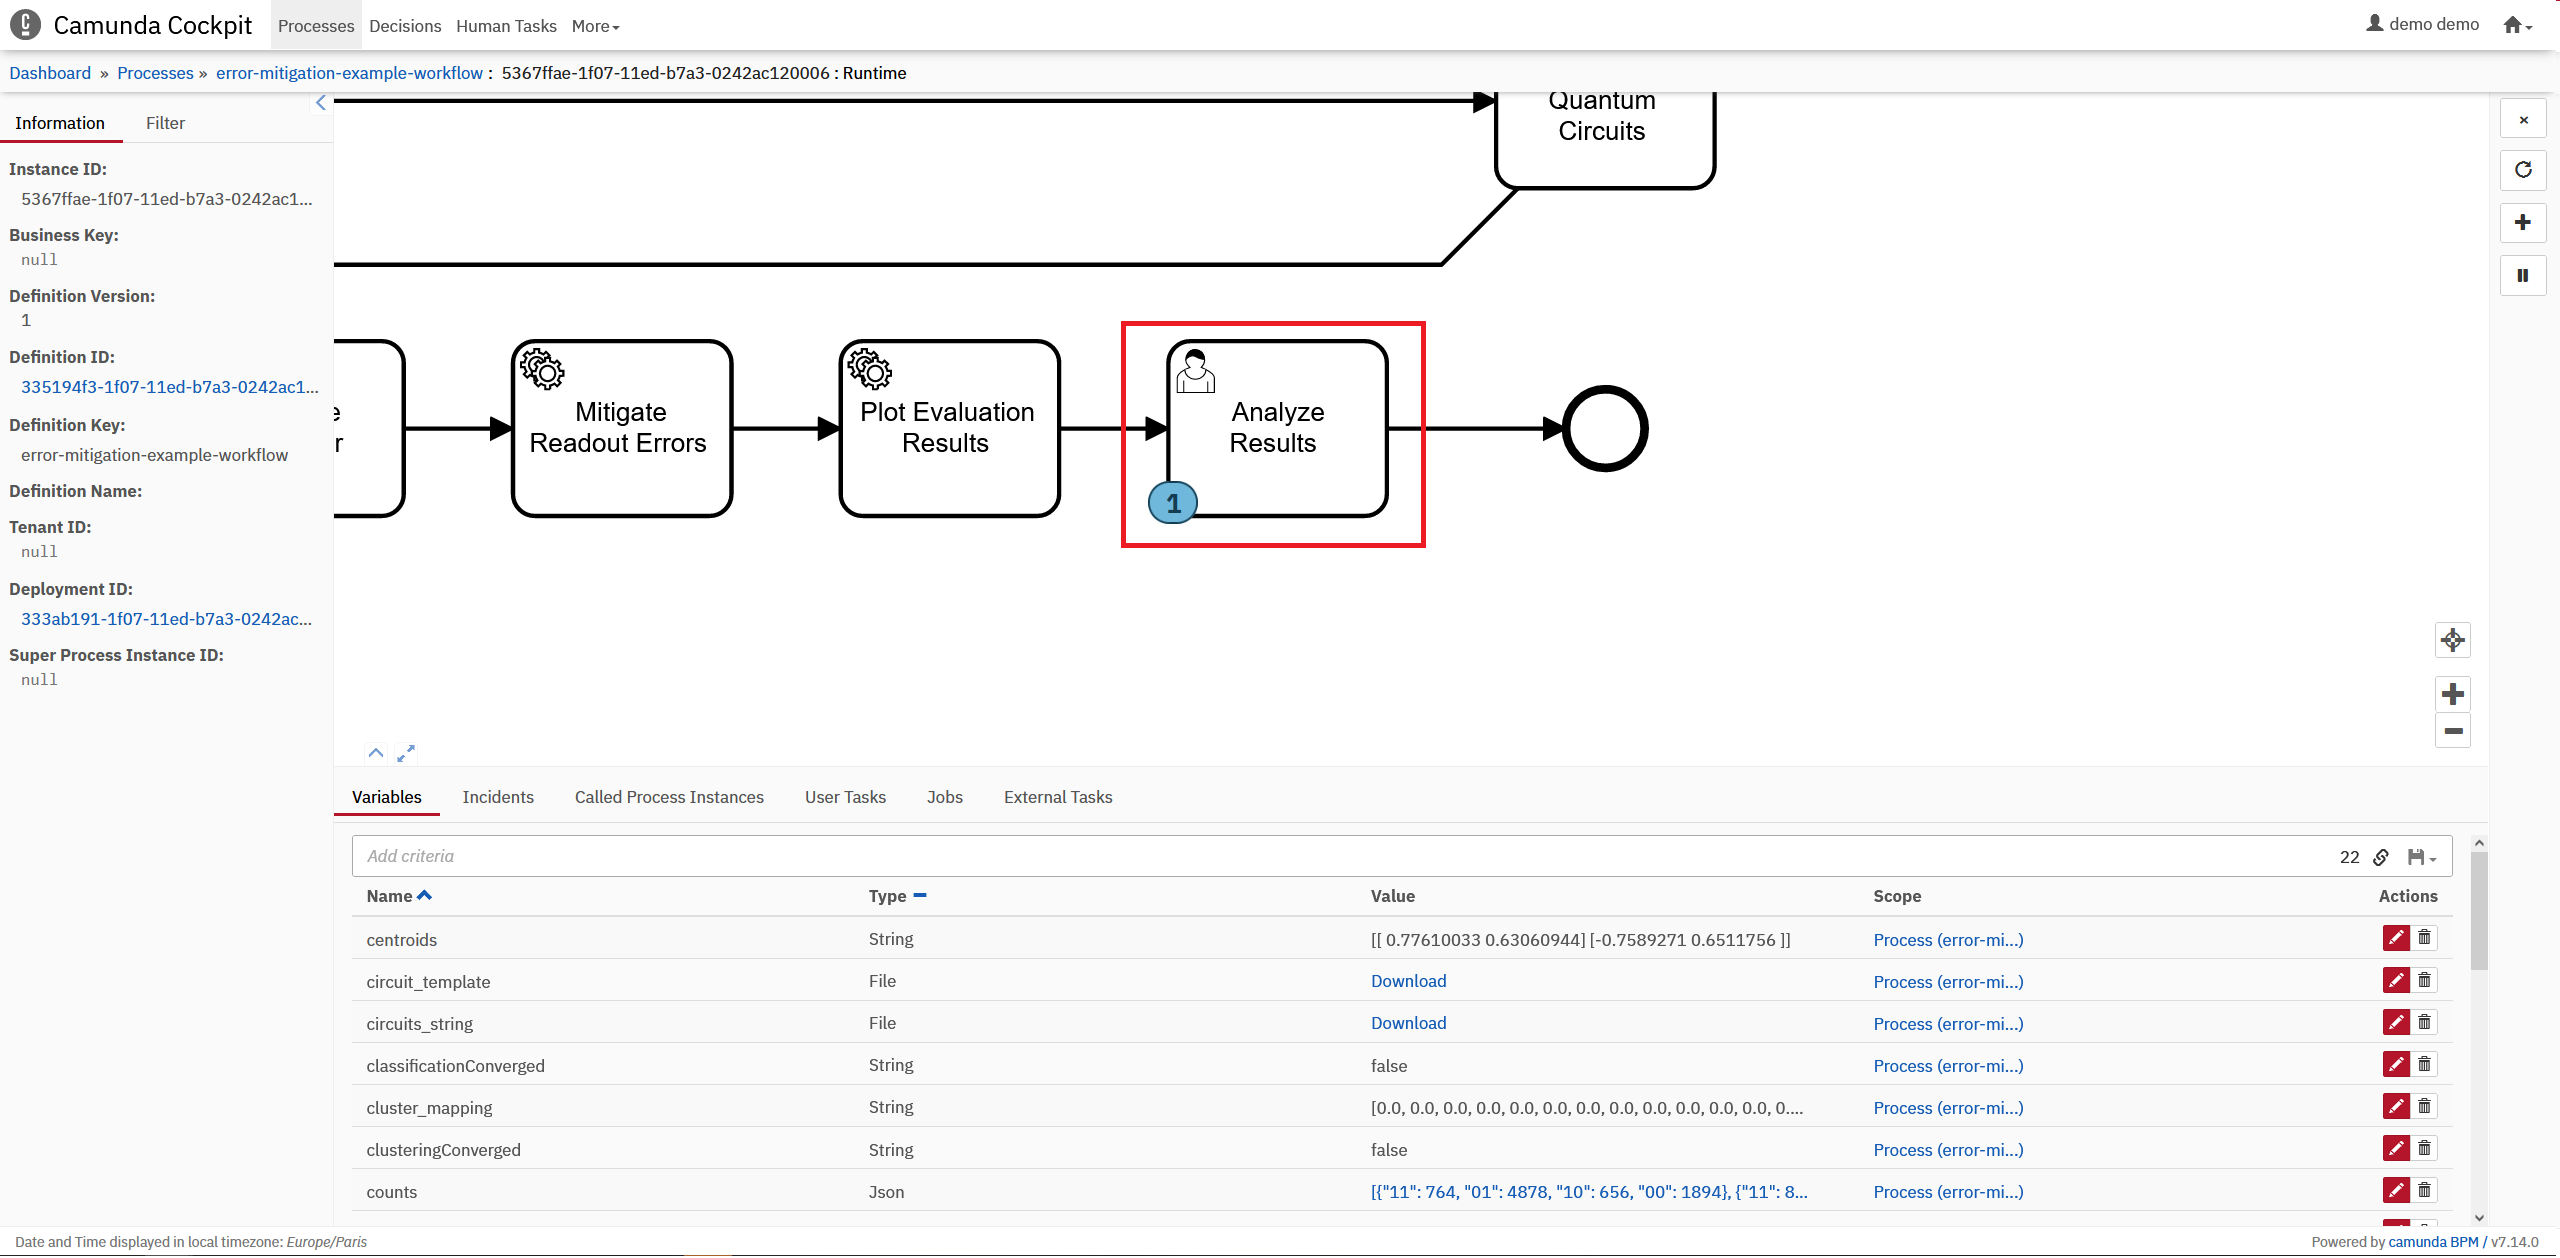 Camunda Cockpit Processes Decisions Human Tasks More demo demo
Dashboard » Processes » error-mitigation-example-workflow : 5367ffae-1f07-11ed-b7a3-0242ac120006 : Runtime
Information Filter
Instance ID:
5367ffae-1f07-11ed-b7a3-0242ac1...
Business Key:
null
Definition Version:
1
Definition ID:
335194f3-1f07-11ed-b7a3-0242ac1...
Definition Key:
error-mitigation-example-workflow
Definition Name:
Tenant ID:
null
Deployment ID:
333ab191-1f07-11ed-b7a3-0242ac...
Super Process Instance ID:
null
Quantum
Circuits
e
r
Mitigate
Readout Errors
Plot Evaluation
Results
Analyze
Results
1
Variables Incidents Called Process Instances User Tasks Jobs External Tasks
Add criteria 22
Name Type Value Scope Actions
centroids String [[ 0.77610033 0.63060944] [-0.7589271 0.6511756 ]] Process (error-mi...)
circuit_template File Download Process (error-mi...)
circuits_string File Download Process (error-mi...)
classificationConverged String false Process (error-mi...)
cluster_mapping String [0.0, 0.0, 0.0, 0.0, 0.0, 0.0, 0.0, 0.0, 0.0, 0.0, 0.0, 0.0, 0.... Process (error-mi...)
clusteringConverged String false Process (error-mi...)
counts Json [{"11": 764, "01": 4878, "10": 656, "00": 1894}, {"11": 8... Process (error-mi...)
Date and Time displayed in local timezone: Europe/Paris Powered by camunda BPM / v7.14.0